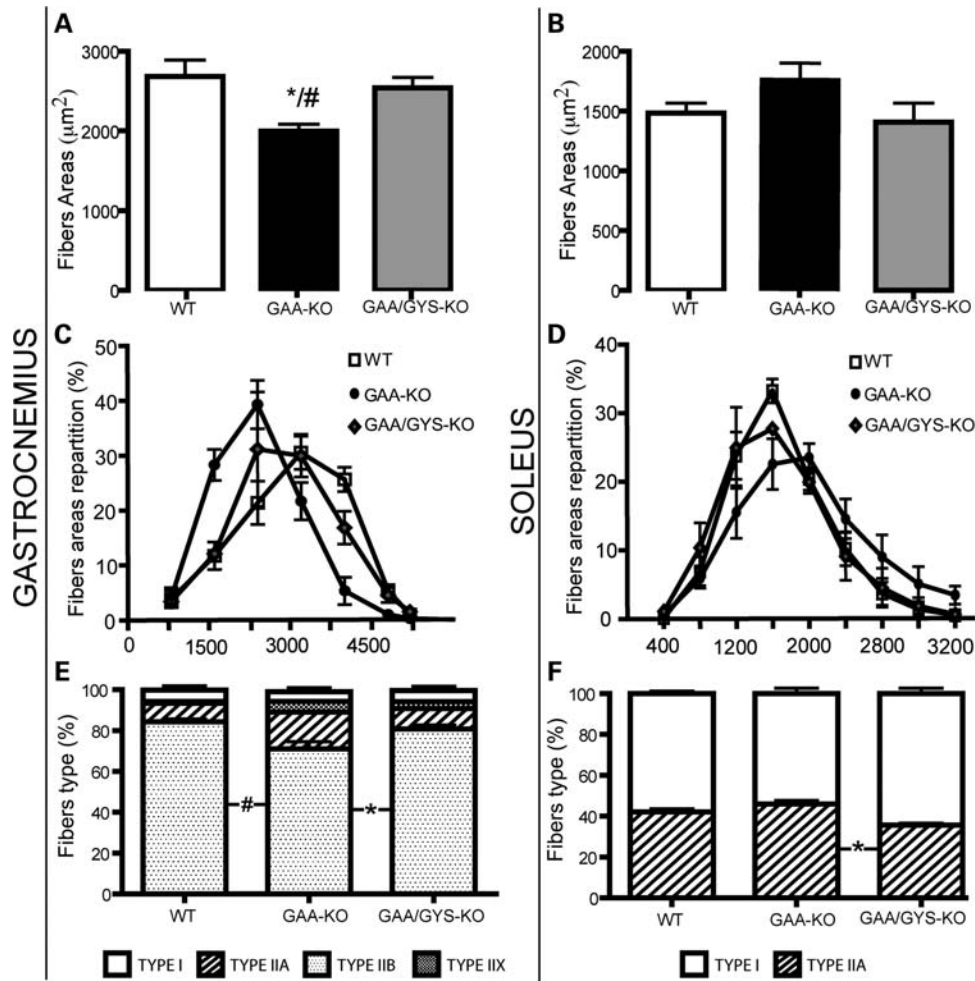 A
Fibers Areas (μm²)
3000
2000
1000
0
*/#
WT
GAA-KO
GAA/GYS-KO
B
Fibers Areas (μm²)
2000
1500
1000
500
0
WT
GAA-KO
GAA/GYS-KO
GASTROCNEMIUS
C
Fibers areas repartition (%)
50
40
30
20
10
0
WT
GAA-KO
GAA/GYS-KO
0 1500 3000 4500
SOLEUS
D
Fibers areas repartition (%)
40
30
20
10
0
WT
GAA-KO
GAA/GYS-KO
400 1200 2000 2800 3200
E
Fibers type (%)
100
80
60
40
20
0
#
*
WT
GAA-KO
GAA/GYS-KO
TYPE I TYPE IIA TYPE IIB TYPE IIX
F
Fibers type (%)
100
80
60
40
20
0
*
WT
GAA-KO
GAA/GYS-KO
TYPE I TYPE IIA